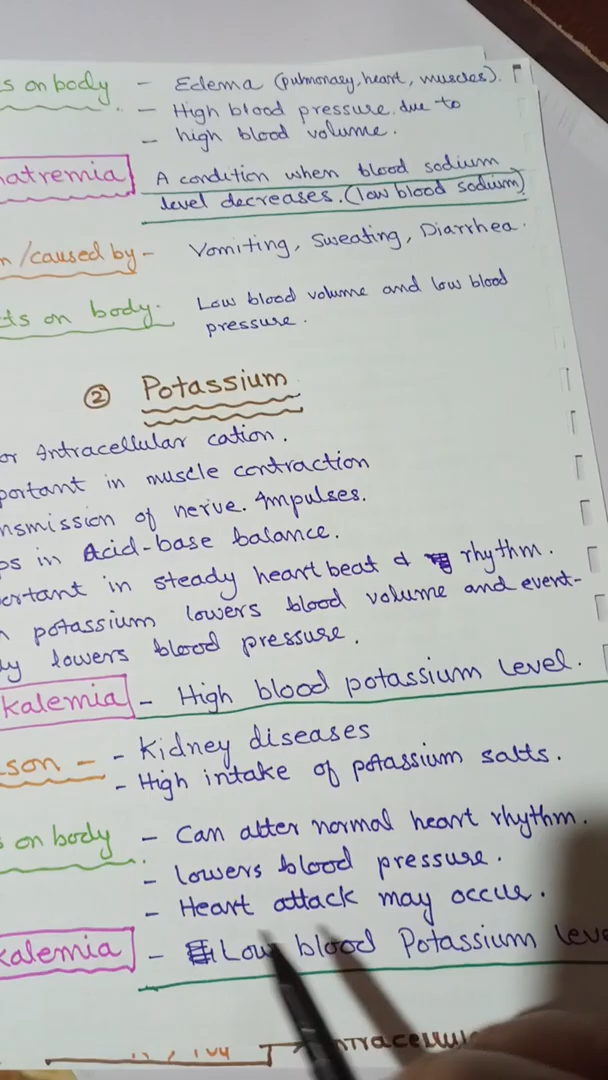 s on body - Edema (pulmonary, heart, muscles).
- High blood pressure due to
- high blood volume.
natremia A condition when blood sodium
level decreases. (low blood sodium)
n / caused by - Vomiting, Sweating, Diarrhea.
ts on body. Low blood volume and low blood
pressure.
② Potassium
or Intracellular cation.
portant in muscle contraction
nsmission of nerve. Impulses.
ps in Acid-base balance.
ortant in steady heart beat & rhythm.
potassium lowers blood volume and event-
ly lowers blood pressure.
kalemia - High blood potassium level.
son - - Kidney diseases
- High intake of potassium salts.
s on body - Can alter normal heart rhythm.
- Lowers blood pressure.
- Heart attack may occur.
kalemia - Low blood Potassium leve